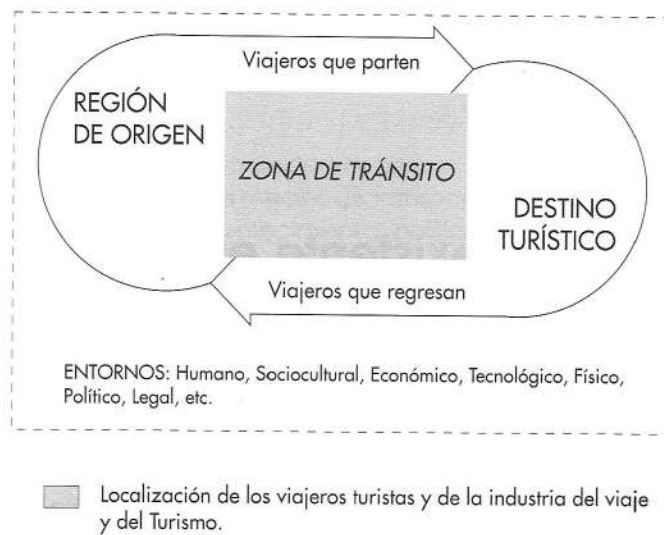 Viajeros que parten
REGIÓN
DE ORIGEN
ZONA DE TRÁNSITO
DESTINO
TURÍSTICO
Viajeros que regresan
ENTORNOS: Humano, Sociocultural, Económico, Tecnológico, Físico,
Político, Legal, etc.
Localización de los viajeros turistas y de la industria del viaje
y del Turismo.